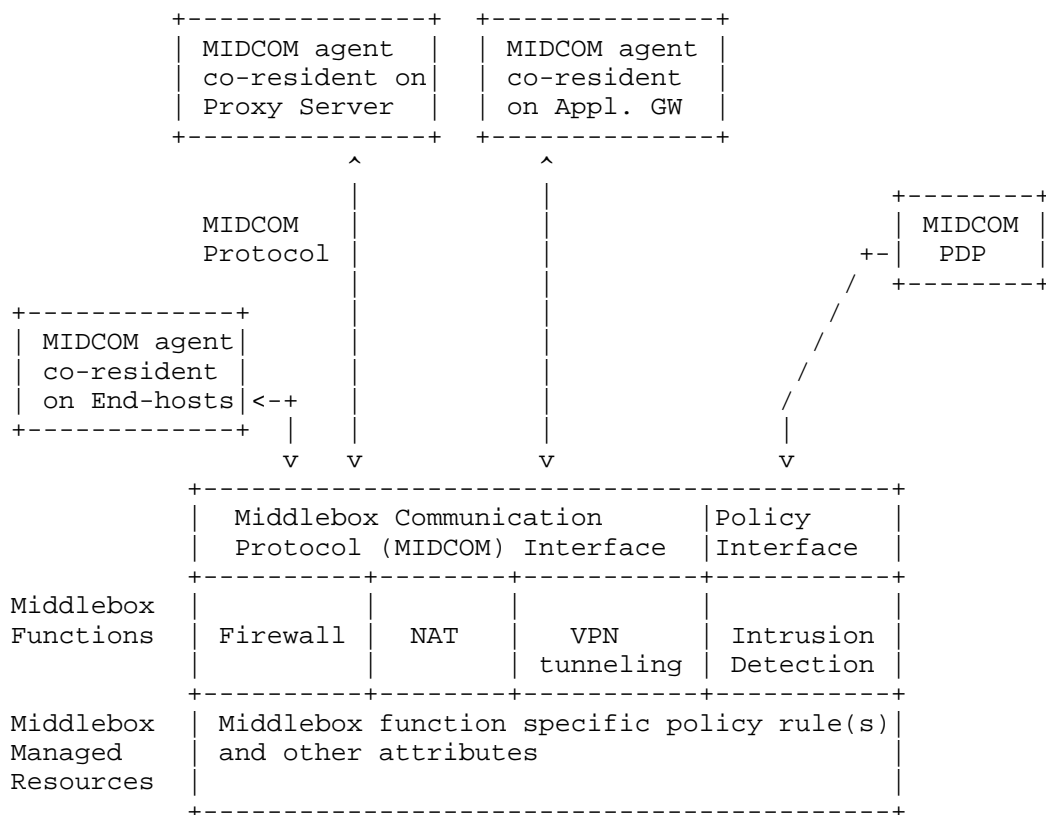 MIDCOM agent
co-resident on
Proxy Server
MIDCOM agent
co-resident
on Appl. GW
MIDCOM
Protocol
MIDCOM
PDP
MIDCOM agent
co-resident
on End-hosts
Middlebox Communication
Protocol (MIDCOM) Interface
Policy
Interface
Middlebox
Functions
Firewall
NAT
VPN
tunneling
Intrusion
Detection
Middlebox
Managed
Resources
Middlebox function specific policy rule(s)
and other attributes